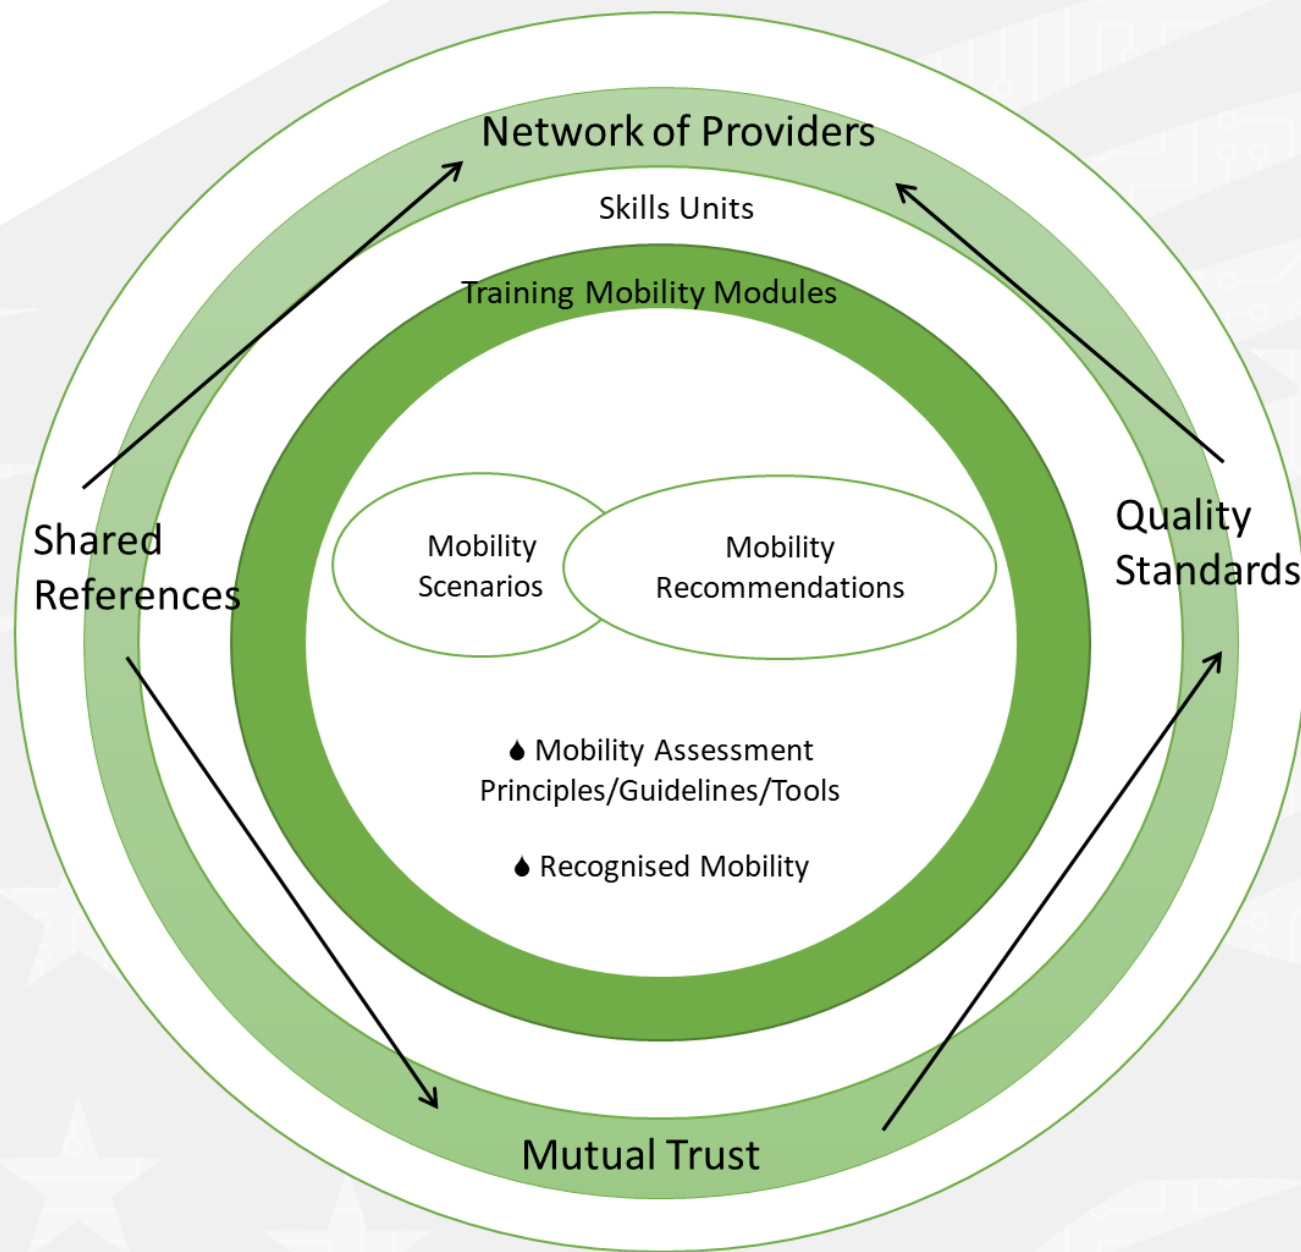 Network of Providers
Skills Units
Training Mobility Modules
Shared
References
Mobility
Scenarios
Mobility
Recommendations
Quality
Standards
Mobility Assessment
Principles/Guidelines/Tools
Recognised Mobility
Mutual Trust